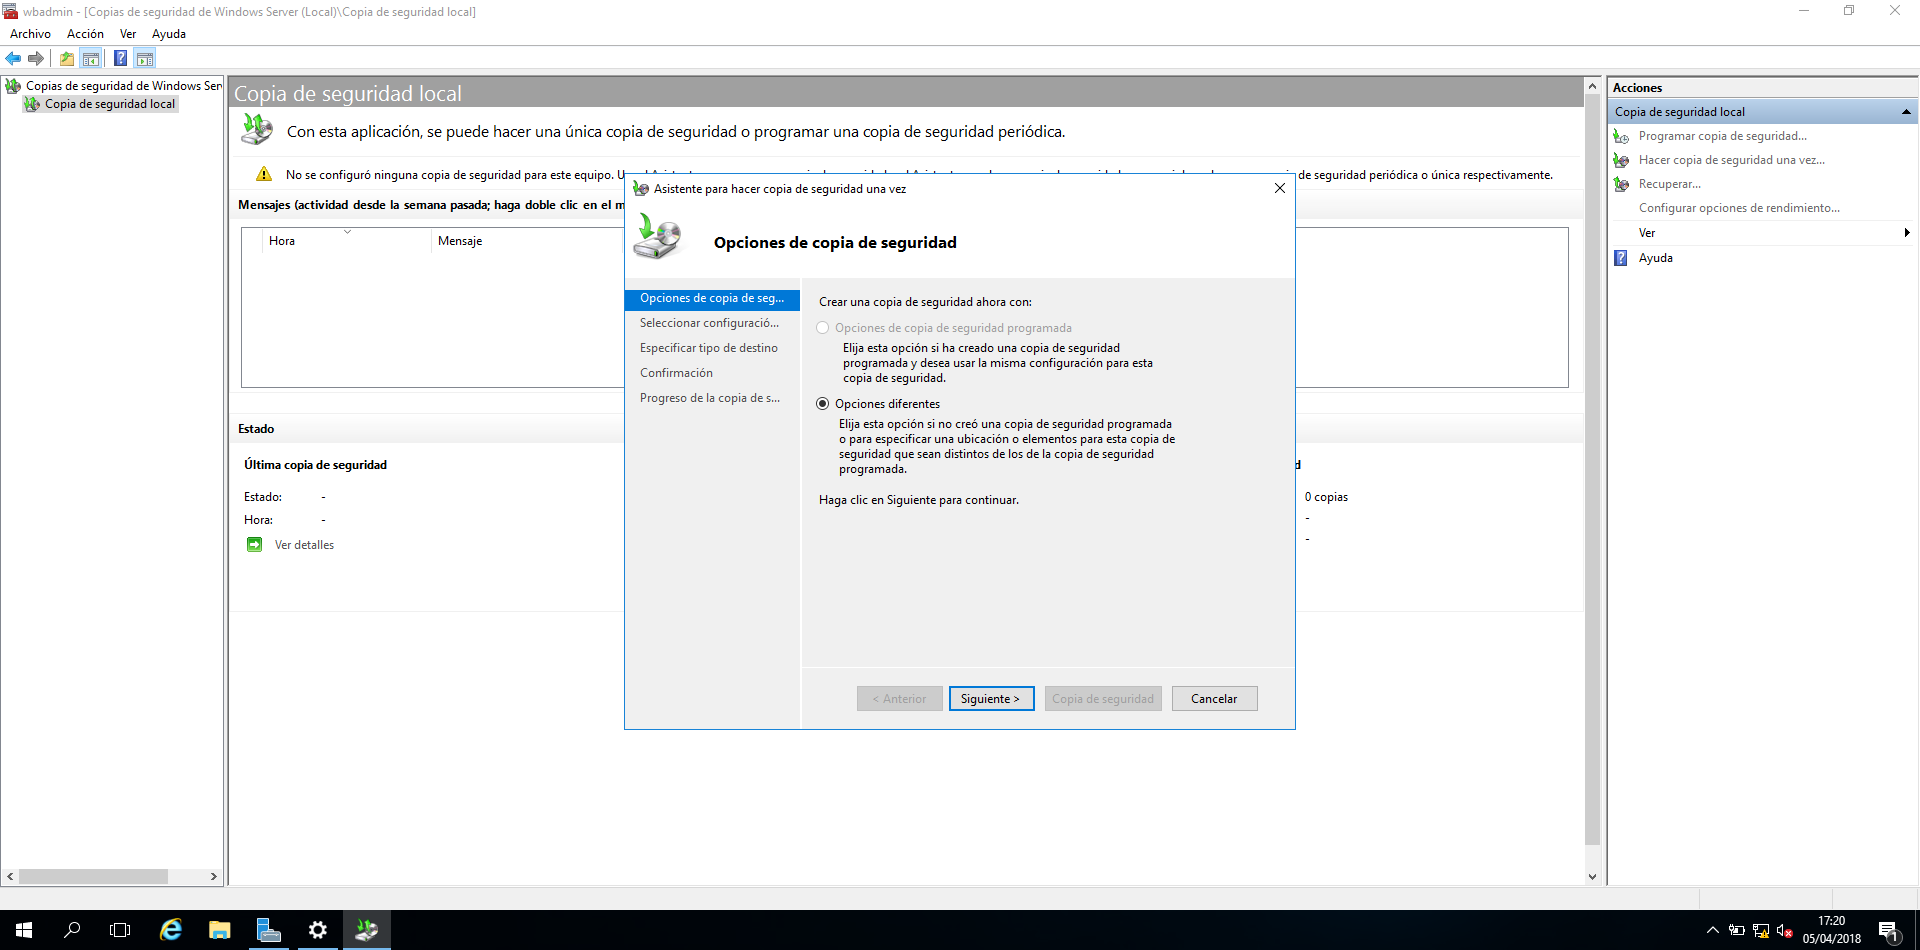 wbadmin - [Copias de seguridad de Windows Server (Local)\Copia de seguridad local]
Archivo Acción Ver Ayuda
Copias de seguridad de Windows Ser
Copia de seguridad local
Copia de seguridad local
Con esta aplicación, se puede hacer una única copia de seguridad o programar una copia de seguridad periódica.
No se configuró ninguna copia de seguridad para este equipo. U
de seguridad periódica o única respectivamente.
Mensajes (actividad desde la semana pasada; haga doble clic en el m
Hora Mensaje
Estado
Última copia de seguridad
Estado: -
Hora: -
Ver detalles
d
0 copias
-
-
Asistente para hacer copia de seguridad una vez
Opciones de copia de seguridad
Opciones de copia de seg...
Seleccionar configuració...
Especificar tipo de destino
Confirmación
Progreso de la copia de s...
Crear una copia de seguridad ahora con:
Opciones de copia de seguridad programada
Elija esta opción si ha creado una copia de seguridad
programada y desea usar la misma configuración para esta
copia de seguridad.
Opciones diferentes
Elija esta opción si no creó una copia de seguridad programada
o para especificar una ubicación o elementos para esta copia de
seguridad que sean distintos de los de la copia de seguridad
programada.
Haga clic en Siguiente para continuar.
< Anterior Siguiente > Copia de seguridad Cancelar
Acciones
Copia de seguridad local
Programar copia de seguridad...
Hacer copia de seguridad una vez...
Recuperar...
Configurar opciones de rendimiento...
Ver
Ayuda
17:20
05/04/2018
1